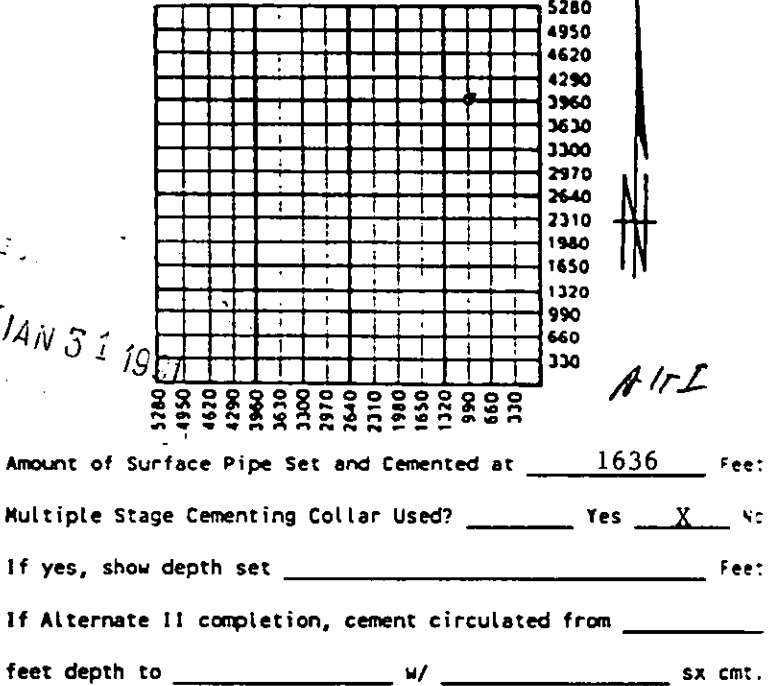 5280
4950
4620
4290
3960
3630
3300
2970
2640
2310
1980
1650
1320
990
660
330
JAN 31
5280 4950 4620 4290 3960 3630 3300 2970 2640 2310 1980 1650 1320 990 660 330
Alt I
Amount of Surface Pipe Set and Cemented at 1636 Feet
Multiple Stage Cementing Collar Used? Yes X No
If yes, show depth set Feet
If Alternate II completion, cement circulated from
feet depth to w/ sx cmt.